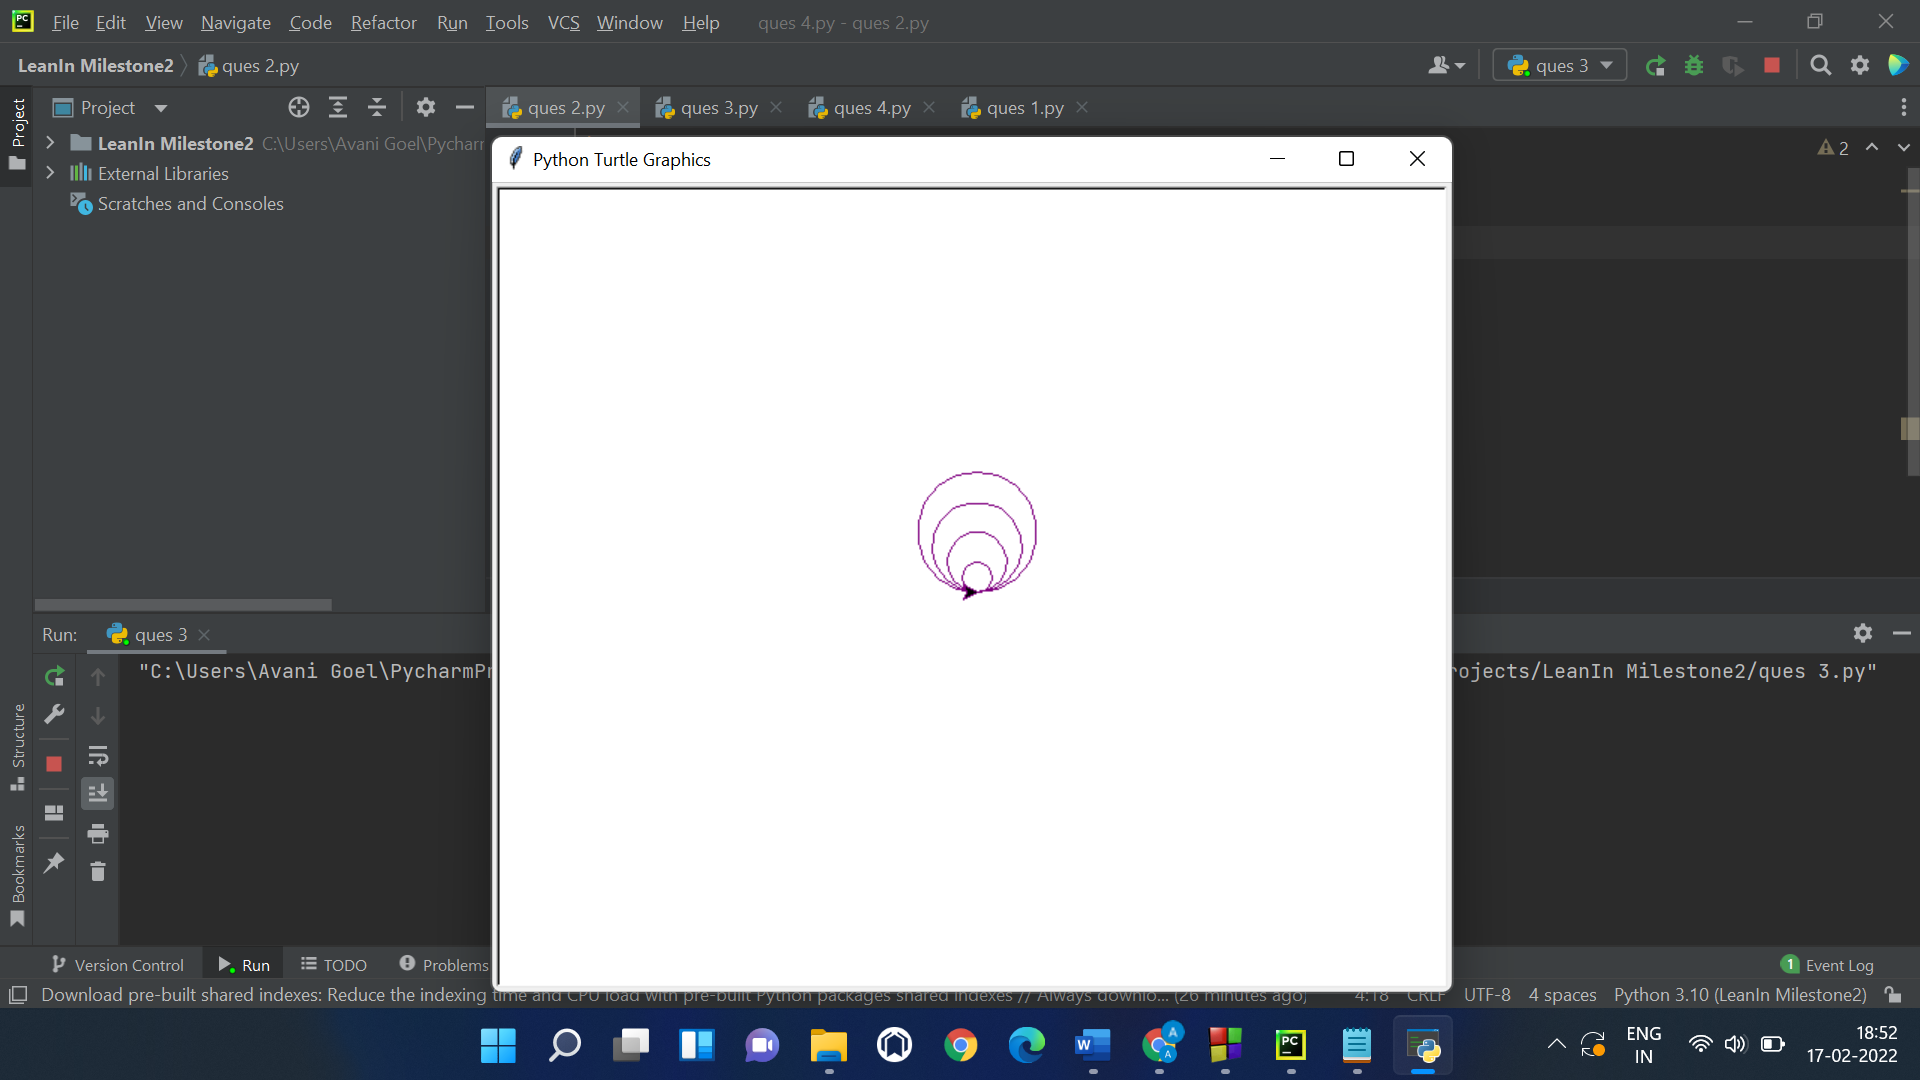 File Edit View Navigate Code Refactor Run Tools VCS Window Help ques 4.py - ques 2.py
LeanIn Milestone2 ques 2.py ques 3
Project
Project
ques 2.py ques 3.py ques 4.py ques 1.py
LeanIn Milestone2 C:\Users\Avani Goel\Pycharm
External Libraries
Scratches and Consoles
Python Turtle Graphics
2
Run: ques 3
"C:\Users\Avani Goel\PycharmPr
rojects/LeanIn Milestone2/ques 3.py"
Structure
Bookmarks
Version Control Run TODO Problems
1 Event Log
Download pre-built shared indexes: Reduce the indexing time and CPU load with pre-built Python packages shared indexes // Always downlo... (26 minutes ago)
4:18 CRLF UTF-8 4 spaces Python 3.10 (LeanIn Milestone2)
PC
W
A
A
PC
ENG
IN
18:52
17-02-2022